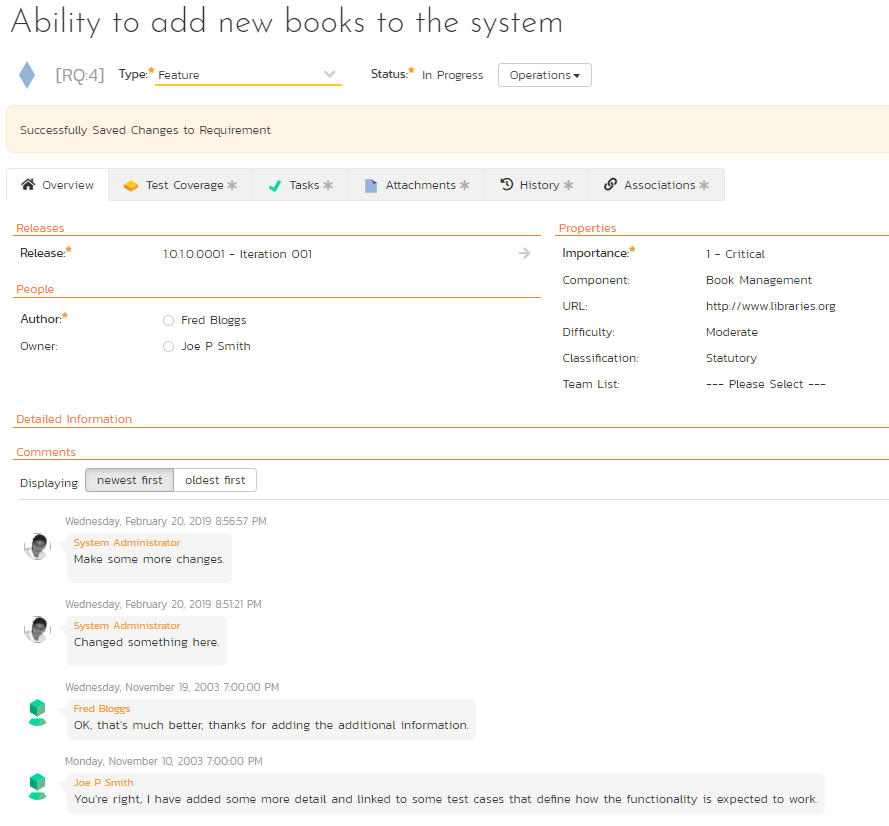 Ability to add new books to the system
[RQ:4] Type:* Feature Status:* In Progress Operations
Successfully Saved Changes to Requirement
Overview Test Coverage * Tasks * Attachments * History * Associations *
Releases
Release:* 1.0.1.0.0001 - Iteration 001
People
Author:* Fred Bloggs
Owner: Joe P Smith
Properties
Importance:* 1 - Critical
Component: Book Management
URL: http://www.libraries.org
Difficulty: Moderate
Classification: Statutory
Team List: --- Please Select ---
Detailed Information
Comments
Displaying newest first oldest first
Wednesday, February 20, 2019 8:56:57 PM
System Administrator
Make some more changes.
Wednesday, February 20, 2019 8:51:21 PM
System Administrator
Changed something here.
Wednesday, November 19, 2003 7:00:00 PM
Fred Bloggs
OK, that's much better, thanks for adding the additional information.
Monday, November 10, 2003 7:00:00 PM
Joe P Smith
You're right, I have added some more detail and linked to some test cases that define how the functionality is expected to work.